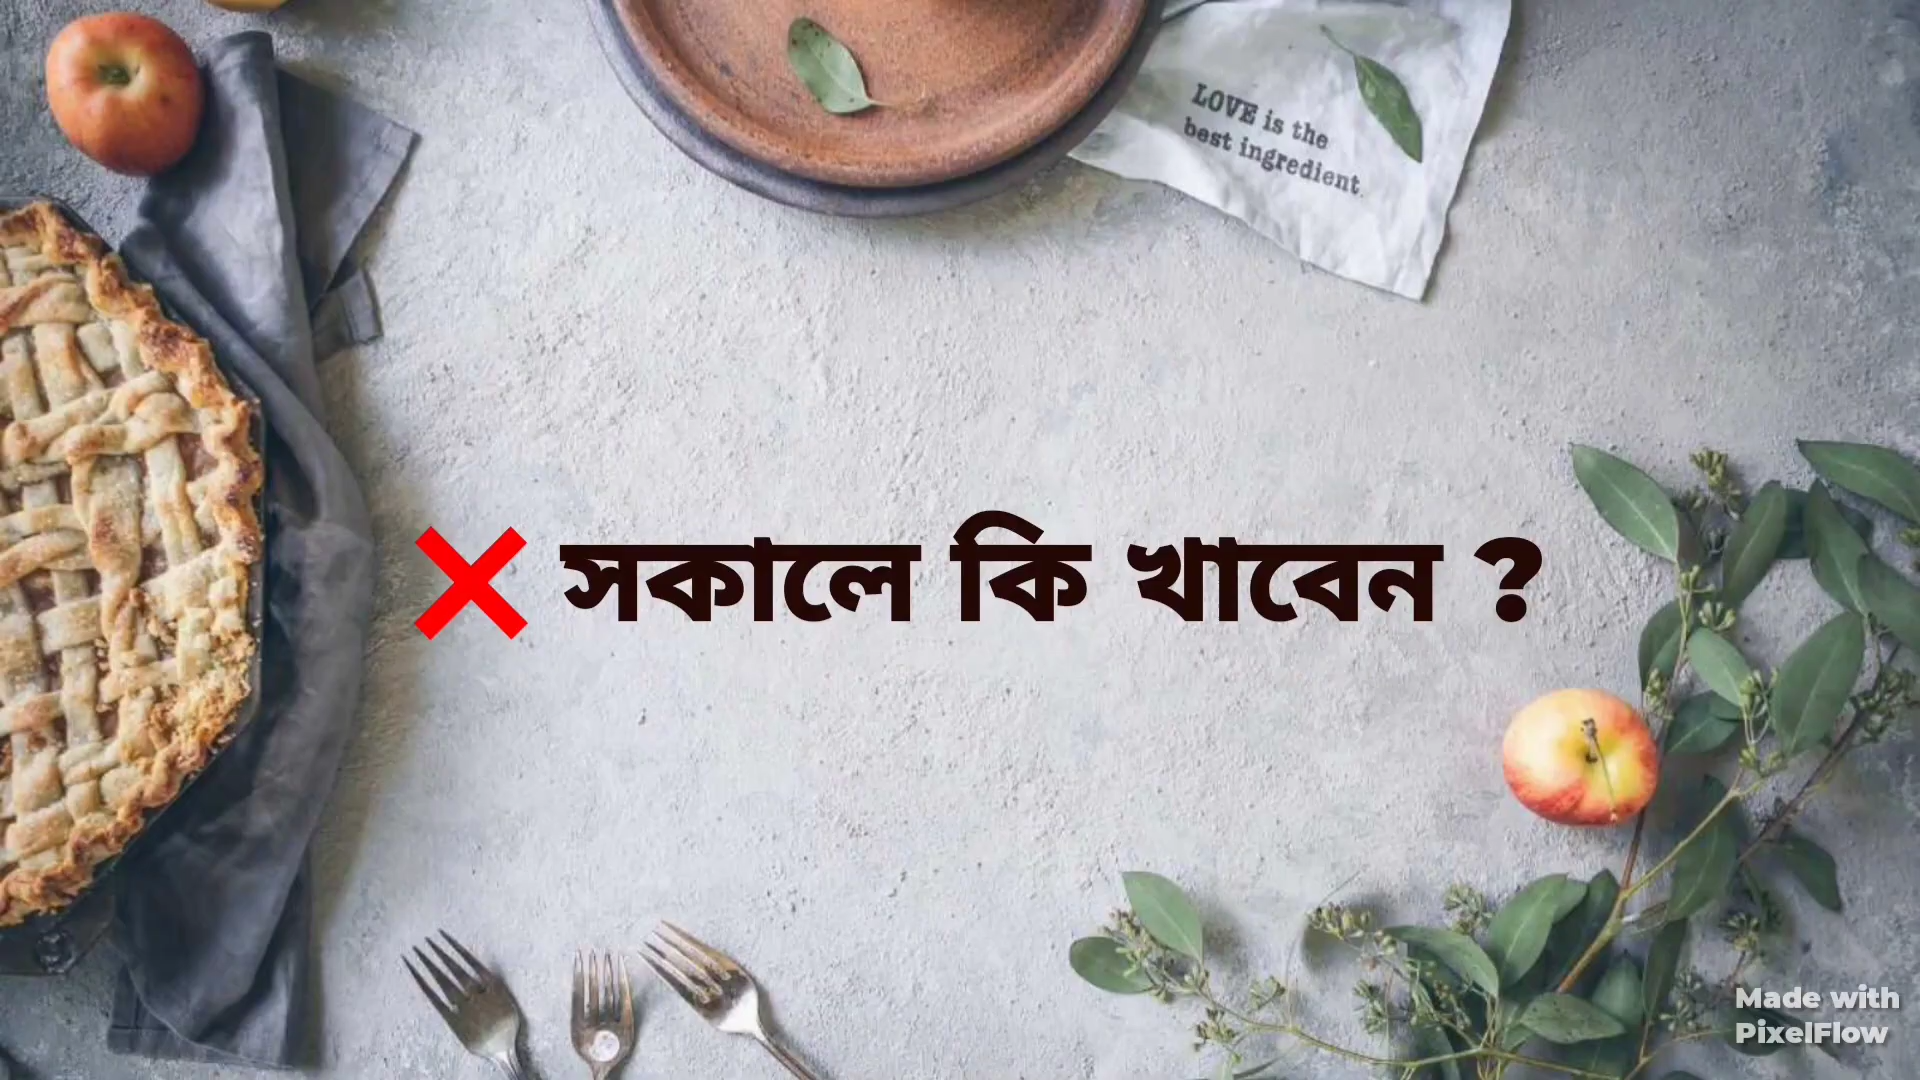 LOVE is the
best ingredient
❌ সকালে কি খাবেন ?
Made with
PixelFlow